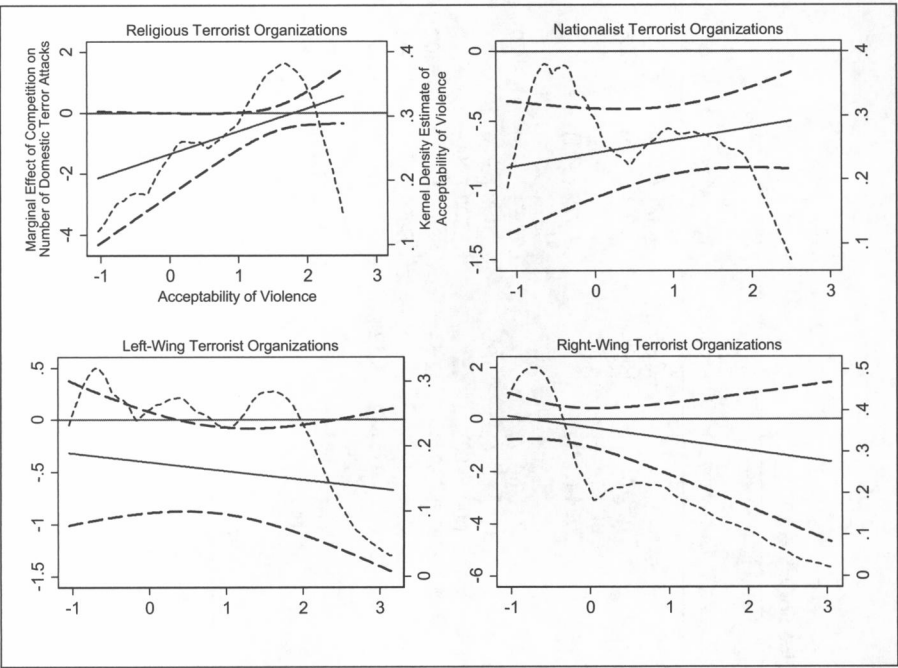 Religious Terrorist Organizations
Marginal Effect of Competition on
Number of Domestic Terror Attacks
2
0
-2
-4
-1 0 1 2 3
Acceptability of Violence
.4
.3
.2
.1
Kernel Density Estimate of
Acceptability of Violence
Nationalist Terrorist Organizations
0
-.5
-1
-1.5
-1 0 1 2 3
.4
.3
.2
.1
Left-Wing Terrorist Organizations
.5
0
-.5
-1
-1.5
-1 0 1 2 3
.3
.2
.1
0
Right-Wing Terrorist Organizations
2
0
-2
-4
-6
-1 0 1 2 3
.5
.4
.3
.2
.1
0